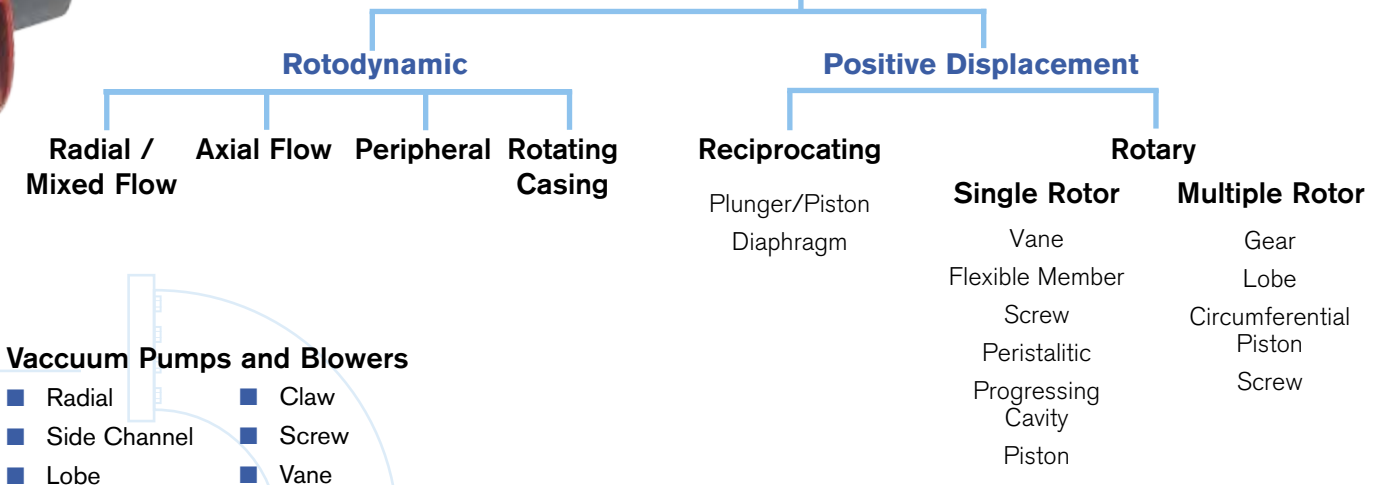 Rotodynamic
Positive Displacement
Radial /
Mixed Flow
Axial Flow
Peripheral
Rotating
Casing
Reciprocating
Plunger/Piston
Diaphragm
Rotary
Single Rotor
Vane
Flexible Member
Screw
Peristalitic
Progressing
Cavity
Piston
Multiple Rotor
Gear
Lobe
Circumferential
Piston
Screw
Vaccuum Pumps and Blowers
Radial
Side Channel
Lobe
Claw
Screw
Vane